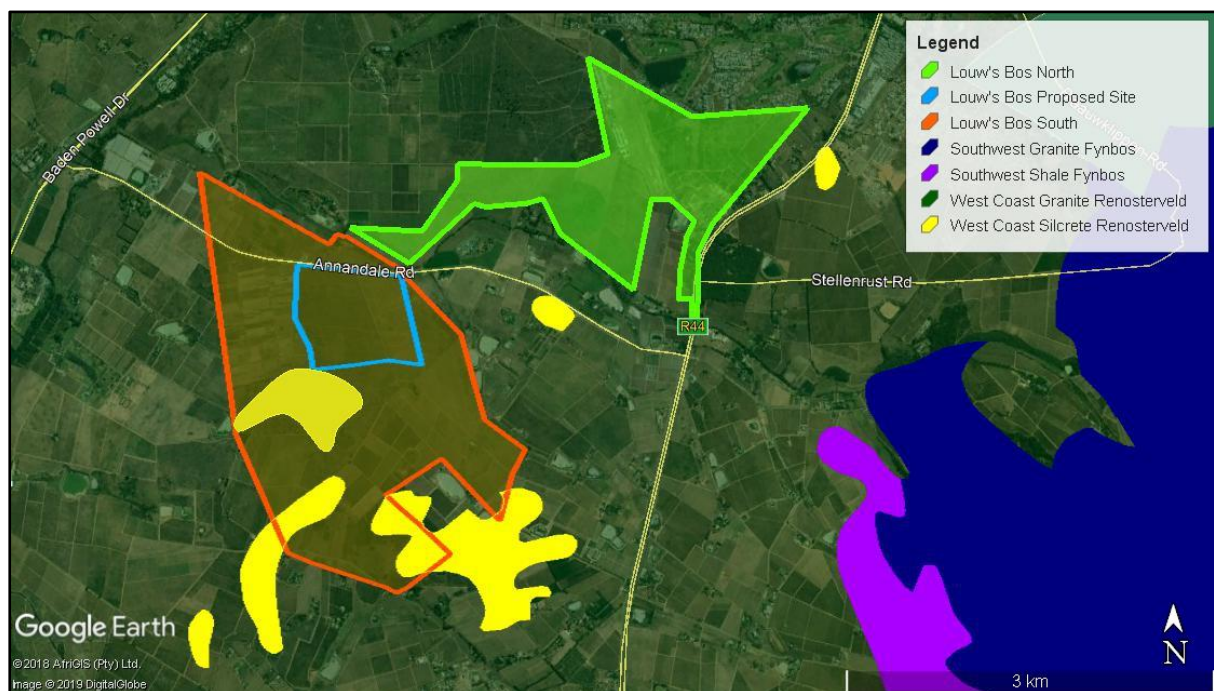 Legend
Louw's Bos North
Louw's Bos Proposed Site
Louw's Bos South
Southwest Granite Fynbos
Southwest Shale Fynbos
West Coast Granite Renosterveld
West Coast Silcrete Renosterveld
Baden Powell Dr
Annandale Rd
Stellenrust Rd
R44
Google Earth
©2018 AfriGIS (Pty) Ltd.
Image © 2019 DigitalGlobe
N
3 km